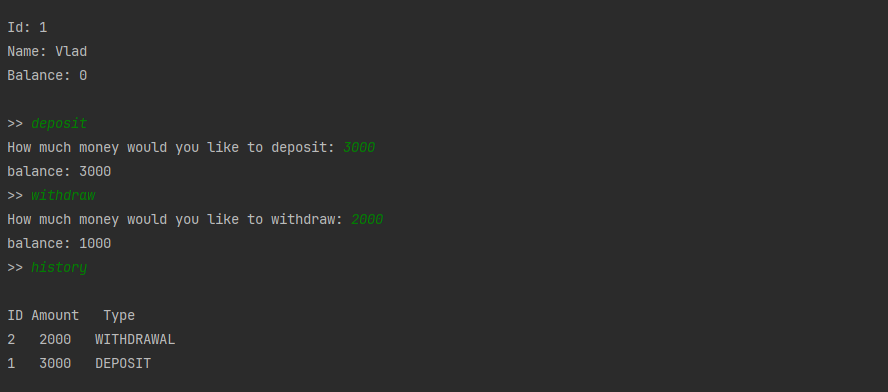 Id: 1
Name: Vlad
Balance: 0
>> deposit
How much money would you like to deposit: 3000
balance: 3000
>> withdraw
How much money would you like to withdraw: 2000
balance: 1000
>> history
ID Amount   Type
2   2000   WITHDRAWAL
1   3000   DEPOSIT